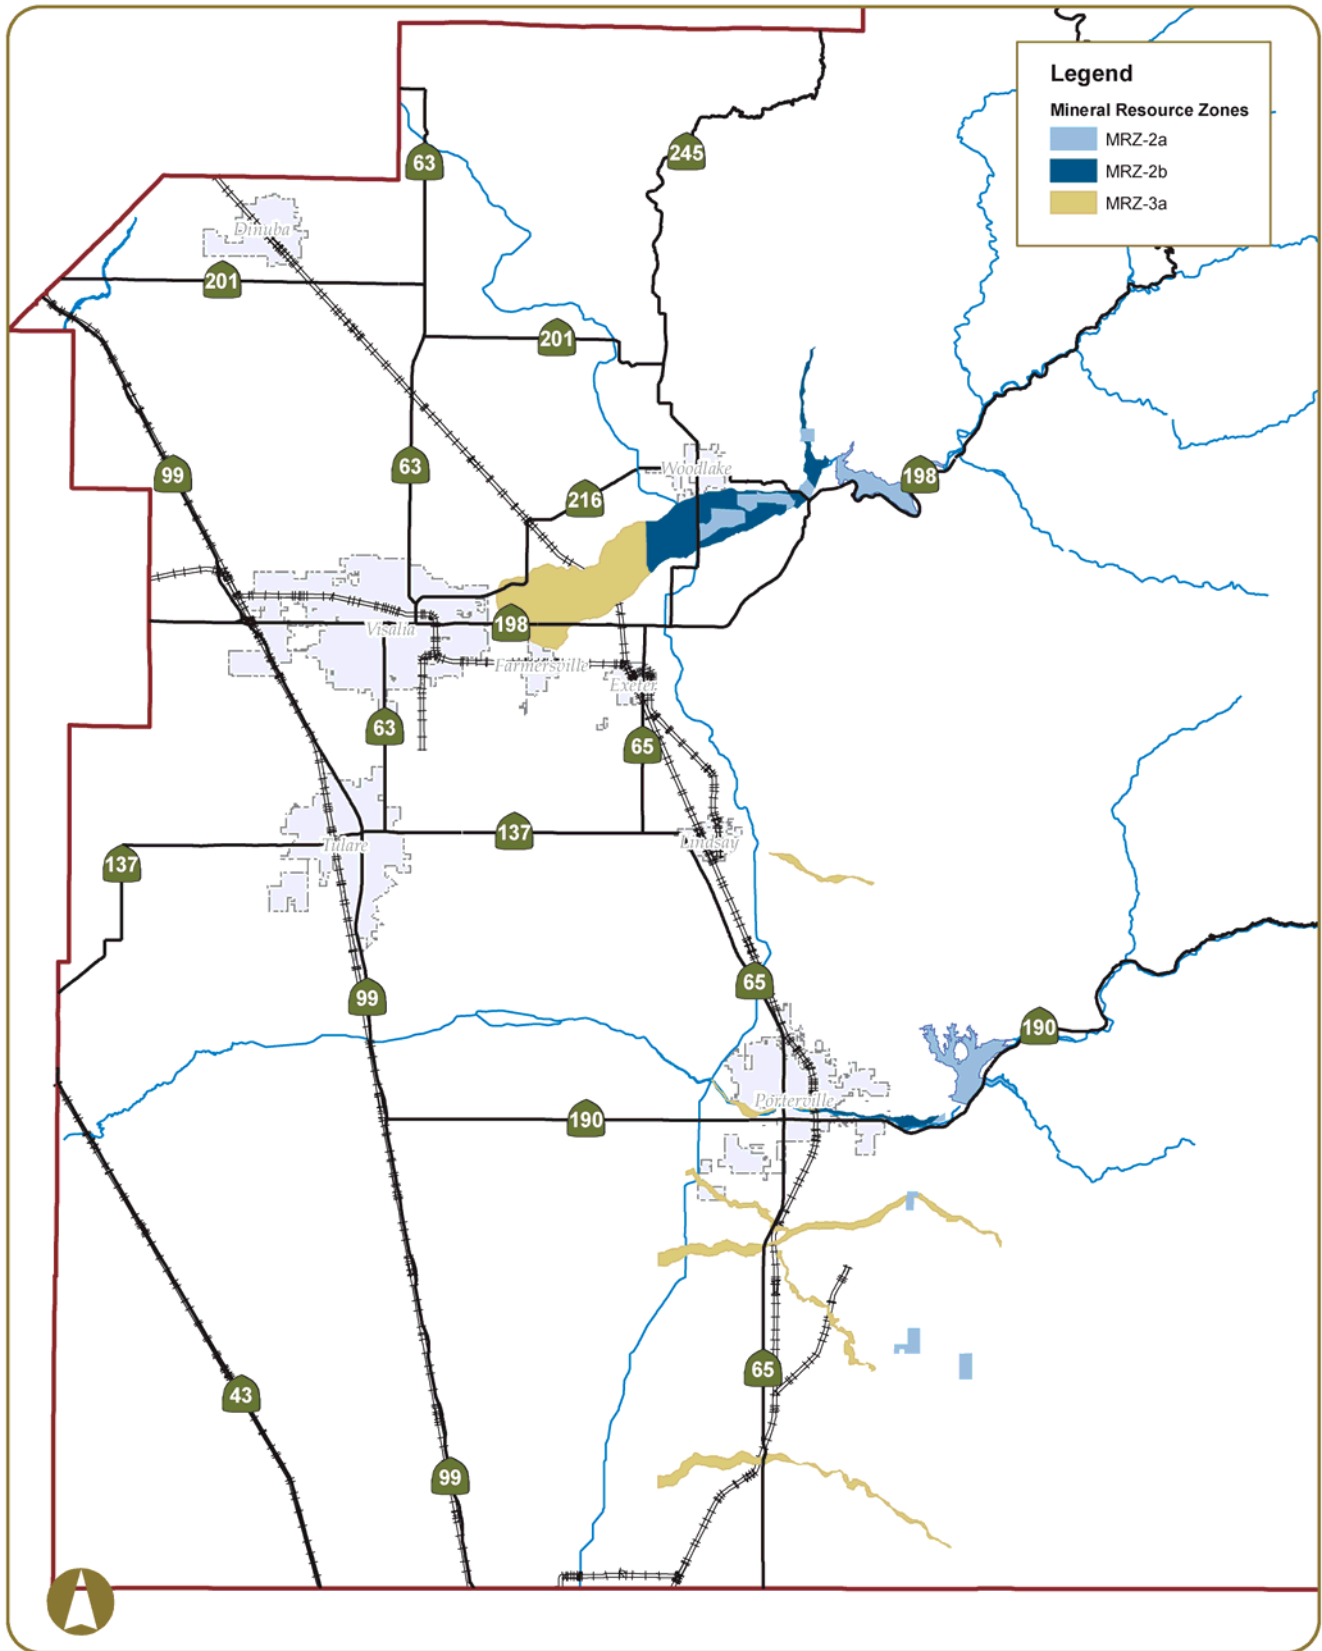 Legend
Mineral Resource Zones
MRZ-2a
MRZ-2b
MRZ-3a
63
245
Dinuba
201
201
99
63
Woodlake
198
216
198
Visalia
Farmersville
Exeter
63
65
137
Lindsay
Tulare
137
65
99
190
Porterville
190
65
43
99